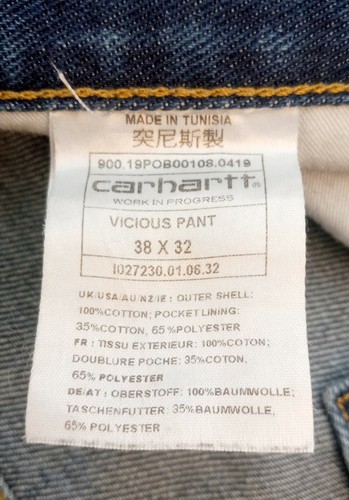 MADE IN TUNISIA
突尼斯製
900.19POB00108.0419
carhartt®
WORK IN PROGRESS
VICIOUS PANT
38 X 32
I027230.01.06.32
UK/USA/AU/NZ/IE : OUTER SHELL:
100%COTTON; POCKET LINING:
35%COTTON, 65 %POLYESTER
FR : TISSU EXTERIEUR: 100%COTON;
DOUBLURE POCHE: 35%COTON,
65% POLYESTER
DE/AT : OBERSTOFF: 100%BAUMWOLLE;
TASCHENFUTTER: 35%BAUMWOLLE,
65% POLYESTER